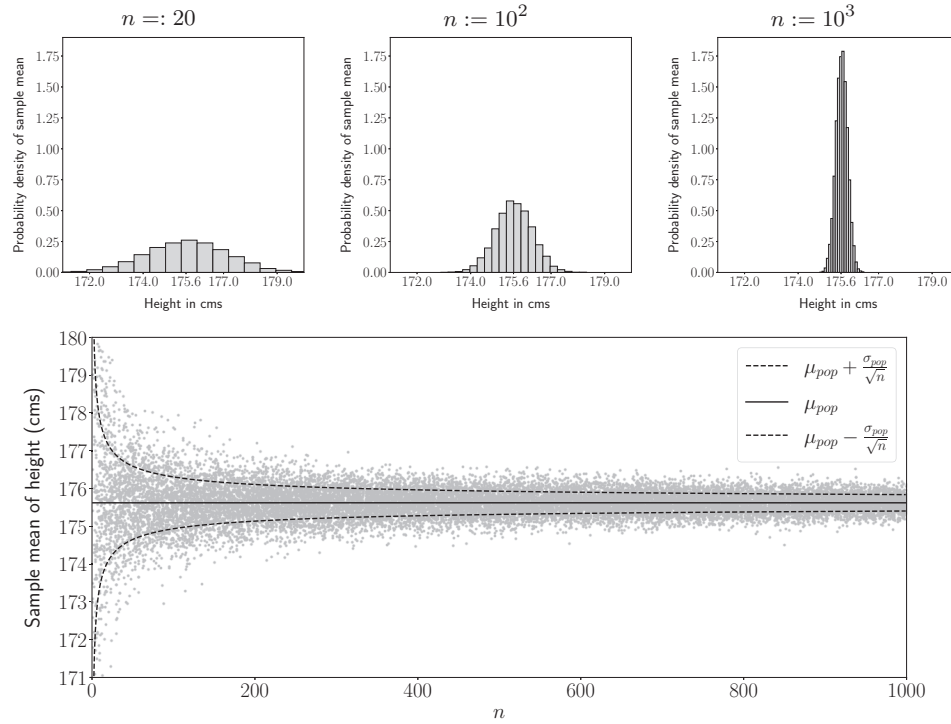 n =: 20
n := 10²
n := 10³
Probability density of sample mean
1.75
1.50
1.25
1.00
0.75
0.50
0.25
0.00
172.0 174.0 175.6 177.0 179.0
Height in cms
Probability density of sample mean
1.75
1.50
1.25
1.00
0.75
0.50
0.25
0.00
172.0 174.0 175.6 177.0 179.0
Height in cms
Probability density of sample mean
1.75
1.50
1.25
1.00
0.75
0.50
0.25
0.00
172.0 174.0 175.6 177.0 179.0
Height in cms
Sample mean of height (cms)
180
179
178
177
176
175
174
173
172
171
μ_pop + σ_pop/√n
μ_pop
μ_pop − σ_pop/√n
0 200 400 600 800 1000
n